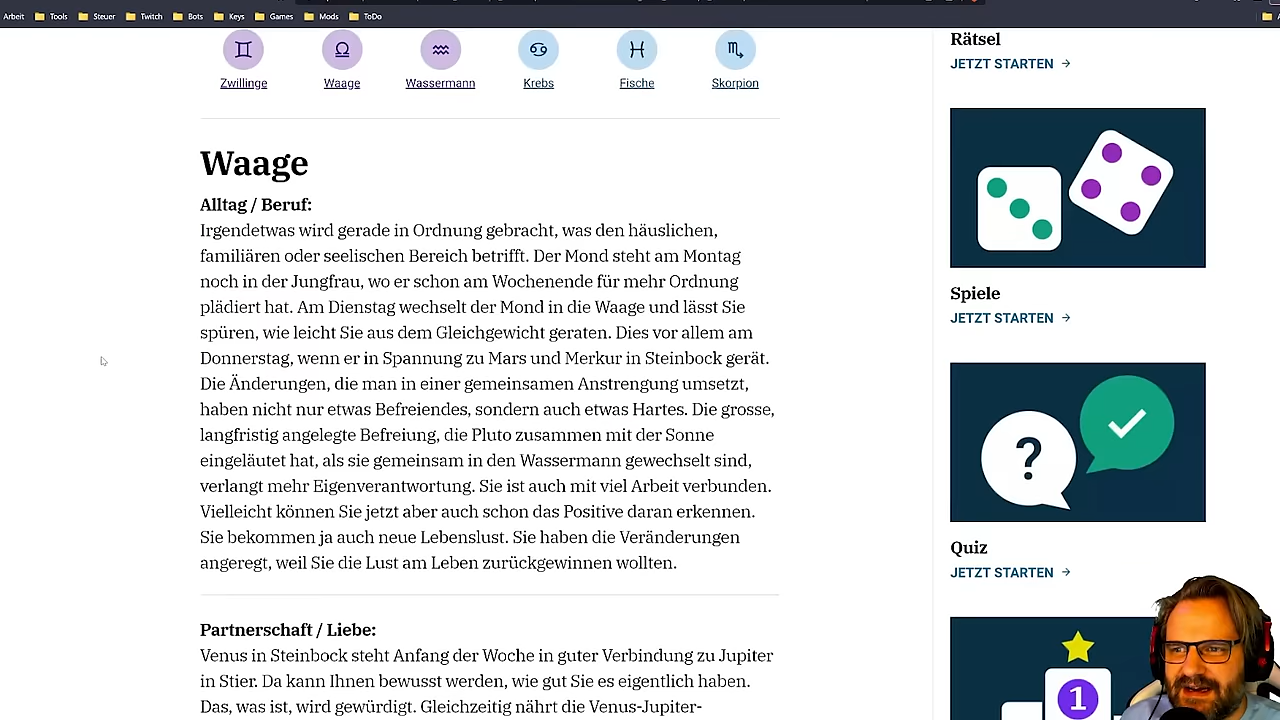 Arbeit Tools Steuer Twitch Bots Keys Games Mods ToDo
Zwillinge Waage Wassermann Krebs Fische Skorpion
Waage
Alltag / Beruf:
Irgendetwas wird gerade in Ordnung gebracht, was den häuslichen,
familiären oder seelischen Bereich betrifft. Der Mond steht am Montag
noch in der Jungfrau, wo er schon am Wochenende für mehr Ordnung
plädiert hat. Am Dienstag wechselt der Mond in die Waage und lässt Sie
spüren, wie leicht Sie aus dem Gleichgewicht geraten. Dies vor allem am
Donnerstag, wenn er in Spannung zu Mars und Merkur in Steinbock gerät.
Die Änderungen, die man in einer gemeinsamen Anstrengung umsetzt,
haben nicht nur etwas Befreiendes, sondern auch etwas Hartes. Die grosse,
langfristig angelegte Befreiung, die Pluto zusammen mit der Sonne
eingeläutet hat, als sie gemeinsam in den Wassermann gewechselt sind,
verlangt mehr Eigenverantwortung. Sie ist auch mit viel Arbeit verbunden.
Vielleicht können Sie jetzt aber auch schon das Positive daran erkennen.
Sie bekommen ja auch neue Lebenslust. Sie haben die Veränderungen
angeregt, weil Sie die Lust am Leben zurückgewinnen wollten.
Partnerschaft / Liebe:
Venus in Steinbock steht Anfang der Woche in guter Verbindung zu Jupiter
in Stier. Da kann Ihnen bewusst werden, wie gut Sie es eigentlich haben.
Das, was ist, wird gewürdigt. Gleichzeitig nährt die Venus-Jupiter-
Rätsel
JETZT STARTEN →
Spiele
JETZT STARTEN →
?
Quiz
JETZT STARTEN →
1